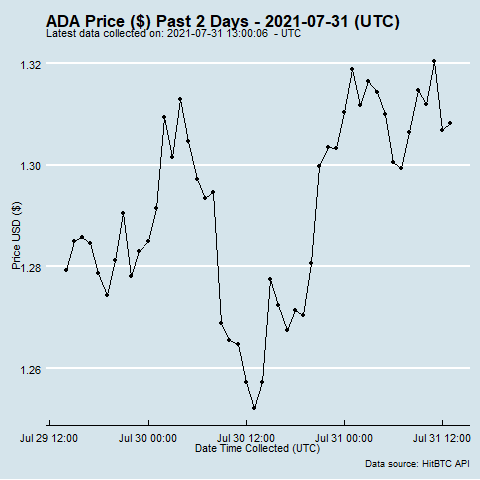 ADA Price ($) Past 2 Days - 2021-07-31 (UTC)
Latest data collected on: 2021-07-31 13:00:06  - UTC
1.32
1.30
1.28
1.26
Price USD ($)
Jul 29 12:00
Jul 30 00:00
Jul 30 12:00
Jul 31 00:00
Jul 31 12:00
Date Time Collected (UTC)
Data source: HitBTC API